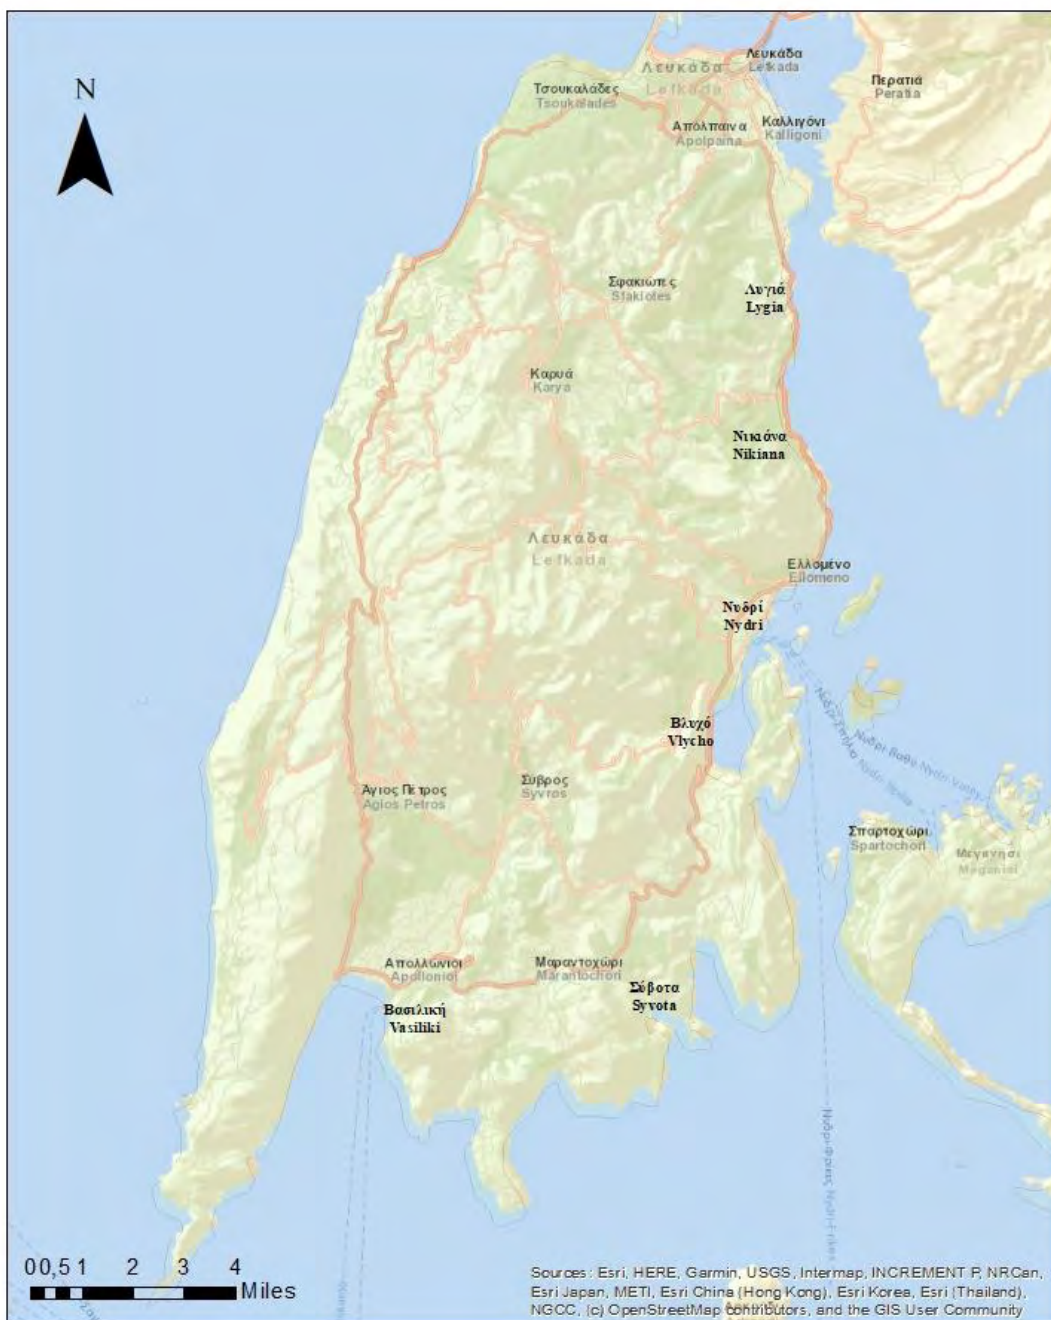 N
Λευκάδα
Lefkada
Λευκάδα
Lefkada
Τσουκαλάδες
Tsoukalades
Περατιά
Peratia
Απόλπαινα
Apolpaina
Καλλιγόνι
Kalligoni
Σφακιώτες
Sfakiotes
Λυγιά
Lygia
Καρυά
Karya
Νικιάνα
Nikiana
Λευκάδα
Lefkada
Ελλομένο
Ellomeno
Νυδρί
Nydri
Βλυχό
Vlycho
Άγιος Πέτρος
Agios Petros
Σύβρος
Syvros
Σπαρτοχώρι
Spartochori
Μεγανήσι
Meganisi
Απολλώνιοι
Apollonioi
Μαραντοχώρι
Marantochori
Σύβοτα
Syvota
Βασιλική
Vasiliki
0 0,5 1 2 3 4
Miles
Sources: Esri, HERE, Garmin, USGS, Intermap, INCREMENT P, NRCan,
Esri Japan, METI, Esri China (Hong Kong), Esri Korea, Esri (Thailand),
NGCC, (c) OpenStreetMap contributors, and the GIS User Community